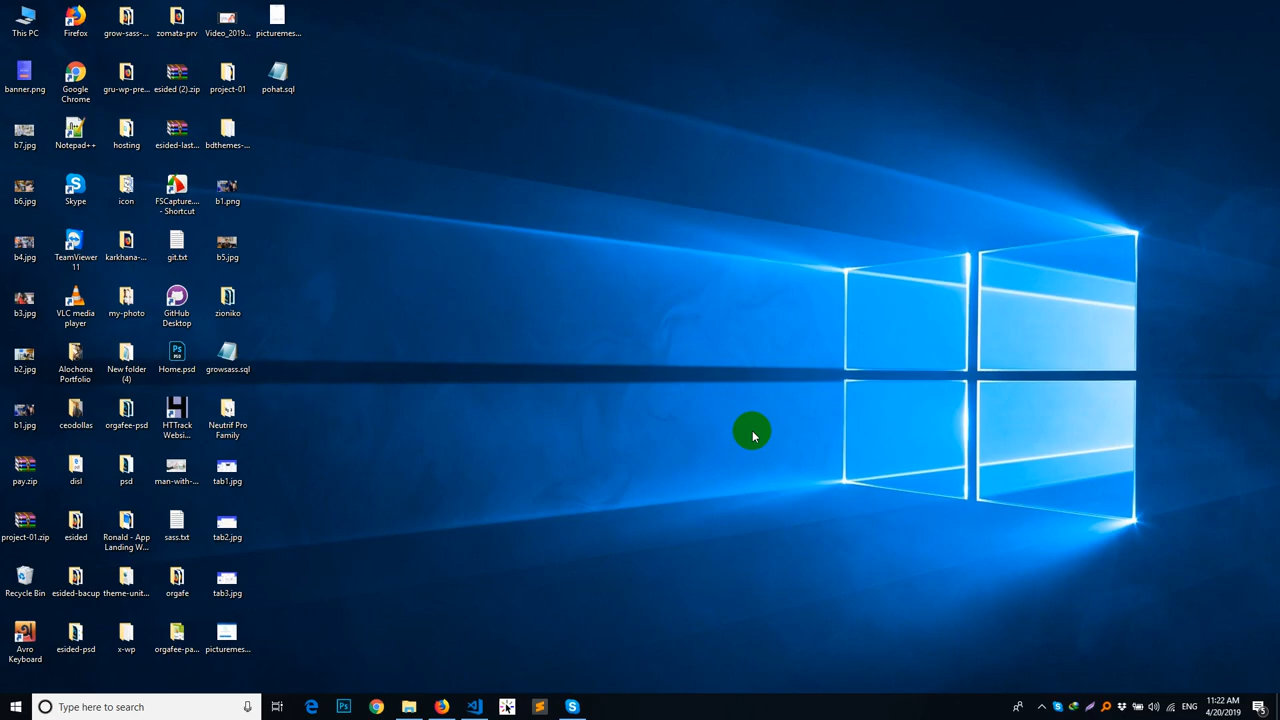 This PC
Firefox
grow-sass-...
zomata-prv
Video_2019...
picturemes...
banner.png
Google
Chrome
gru-wp-pre...
esided (2).zip
project-01
pohat.sql
b7.jpg
Notepad++
hosting
esided-last...
bdthemes-...
b6.jpg
Skype
icon
FSCapture....
- Shortcut
b1.png
b4.jpg
TeamViewer
11
karkhana-...
git.txt
b5.jpg
b3.jpg
VLC media
player
my-photo
GitHub
Desktop
zioniko
b2.jpg
Alochona
Portfolio
New folder
(4)
Home.psd
growsass.sql
b1.jpg
ceodollas
orgafee-psd
HTTrack
Websi...
Neutrif Pro
Family
pay.zip
disl
psd
man-with-...
tab1.jpg
project-01.zip
esided
Ronald - App
Landing W...
sass.txt
tab2.jpg
Recycle Bin
esided-bacup
theme-unit...
orgafe
tab3.jpg
Avro
Keyboard
esided-psd
x-wp
orgafee-pa...
picturemes...
Type here to search
ENG
11:22 AM
4/20/2019